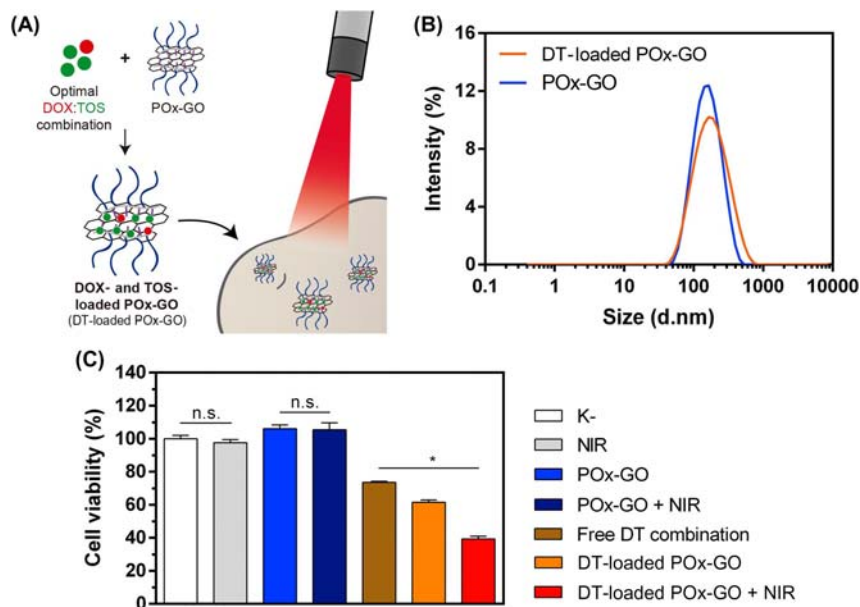 (A)
Optimal
DOX:TOS
combination
+
POx-GO
DOX- and TOS-
loaded POx-GO
(DT-loaded POx-GO)
(B)
Intensity (%)
16
12
8
4
0
DT-loaded POx-GO
POx-GO
0.1 1 10 100 1000 10000
Size (d.nm)
(C)
Cell viability (%)
140
120
100
80
60
40
20
0
n.s.
n.s.
*
K-
NIR
POx-GO
POx-GO + NIR
Free DT combination
DT-loaded POx-GO
DT-loaded POx-GO + NIR